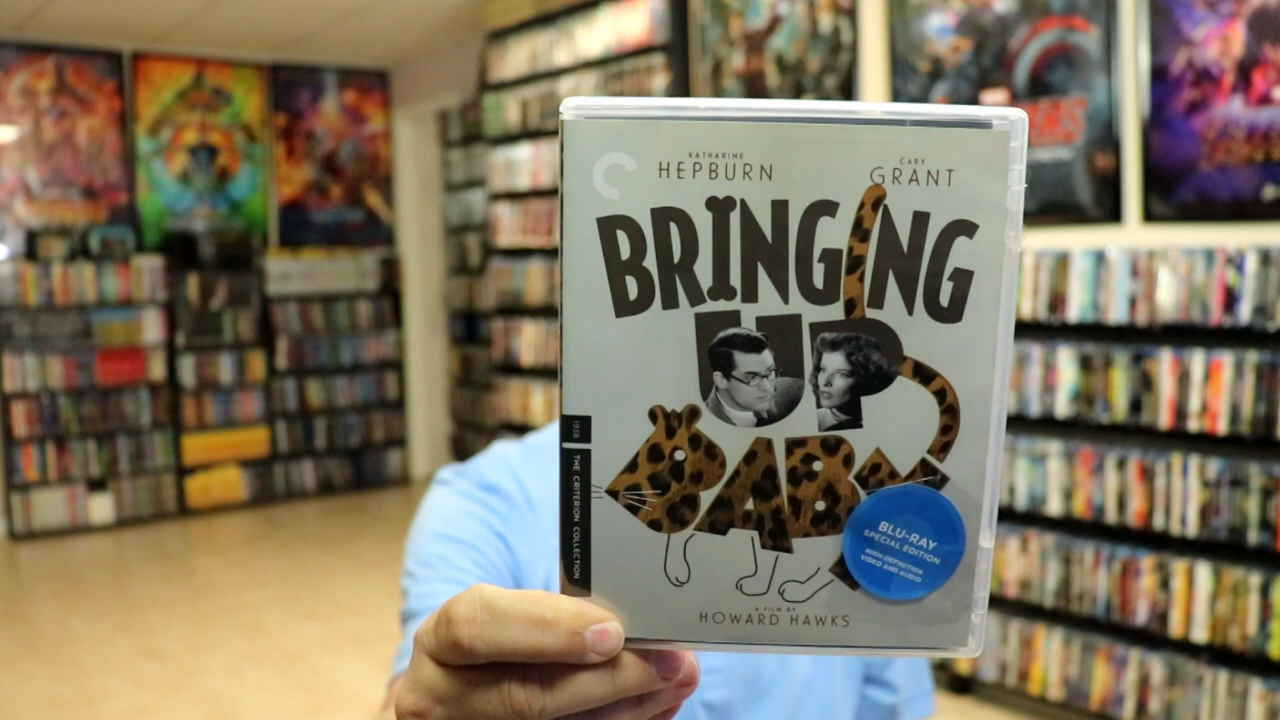 KATHARINE
HEPBURN
CARY
GRANT
BRINGING
UP
BABY
1938
THE CRITERION COLLECTION
BLU-RAY
SPECIAL EDITION
HIGH-DEFINITION
VIDEO AND AUDIO
A FILM BY
HOWARD HAWKS